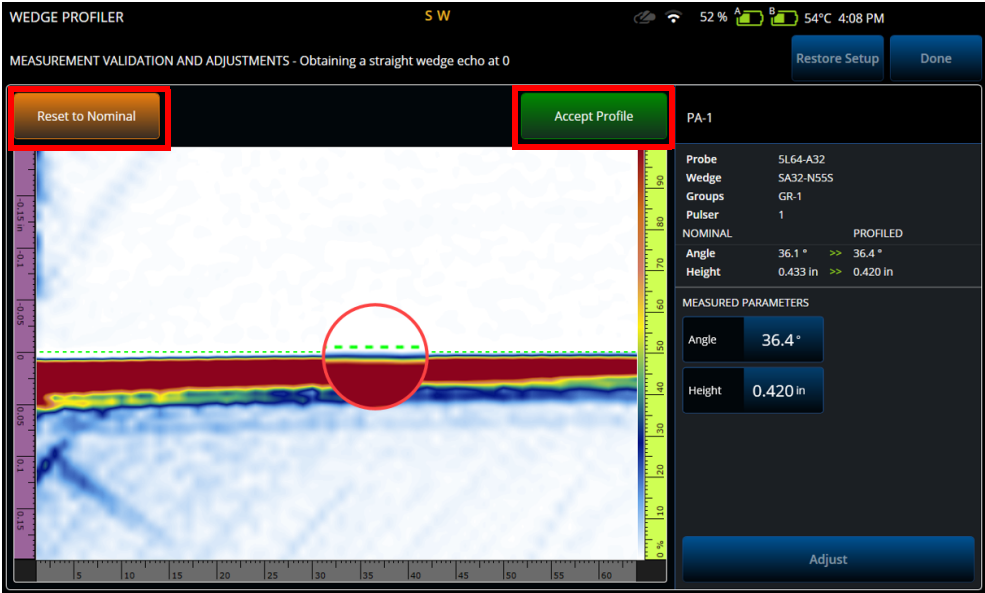 WEDGE PROFILER
S W
52 % A B 54°C 4:08 PM
MEASUREMENT VALIDATION AND ADJUSTMENTS - Obtaining a straight wedge echo at 0
Restore Setup
Done
Reset to Nominal
Accept Profile
PA-1
Probe 5L64-A32
Wedge SA32-N55S
Groups GR-1
Pulser 1
NOMINAL PROFILED
Angle 36.1 ° >> 36.4 °
Height 0.433 in >> 0.420 in
MEASURED PARAMETERS
Angle 36.4 °
Height 0.420 in
Adjust
-0.15 in
-0.1
-0.05
0
0.05
0.1
0.15
90
80
70
60
50
40
30
20
10
0 %
5 10 15 20 25 30 35 40 45 50 55 60